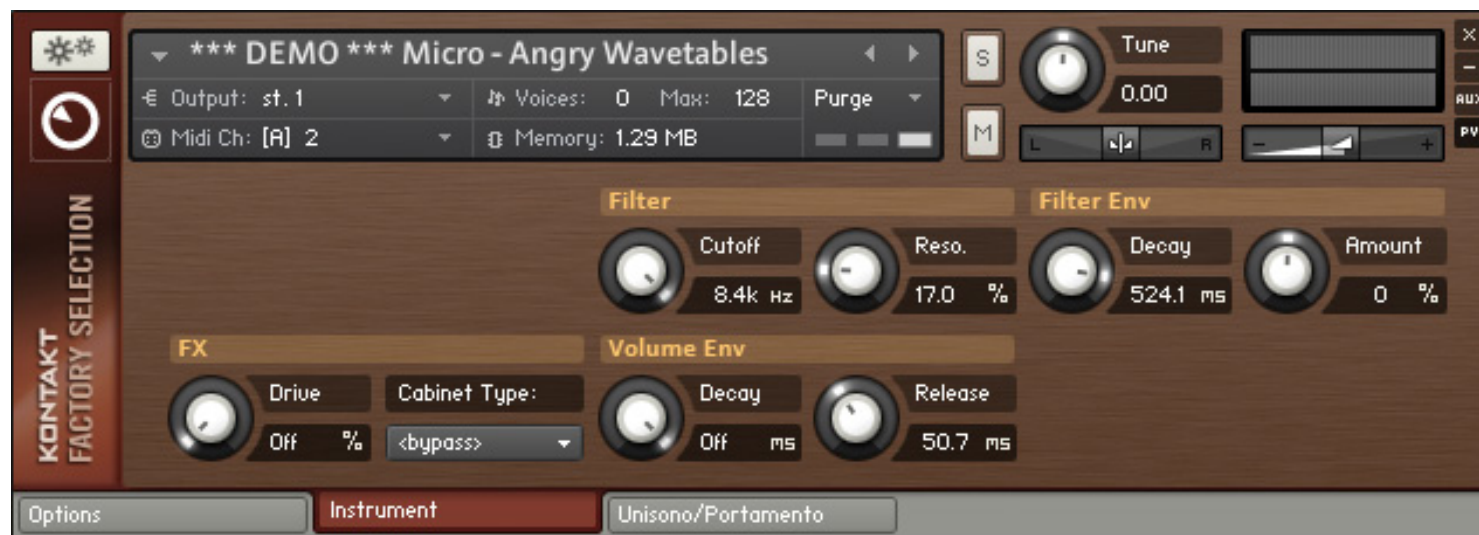 *** DEMO *** Micro - Angry Wavetables
Output: st. 1
Voices: 0 Max: 128
Purge
Midi Ch: [A] 2
Memory: 1.29 MB
S
M
Tune
0.00
L
R
-
+
×
-
AUX
PV
KONTAKT
FACTORY SELECTION
Filter
Filter Env
Cutoff
8.4k Hz
Reso.
17.0 %
Decay
524.1 ms
Amount
0 %
FX
Volume Env
Drive
Off %
Cabinet Type:
<bypass>
Decay
Off ms
Release
50.7 ms
Options
Instrument
Unisono/Portamento